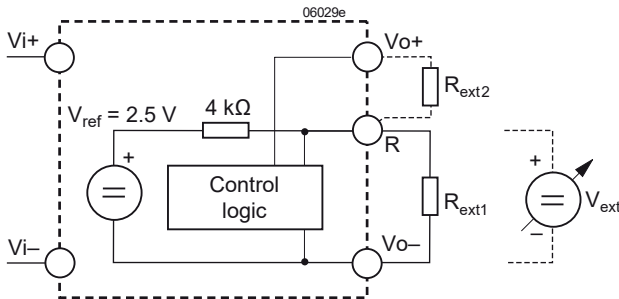 06029e
Vi+
Vo+
Rext2
Vref = 2.5 V
4 kΩ
R
+
+
Control
logic
Rext1
Vext
–
Vi–
Vo–